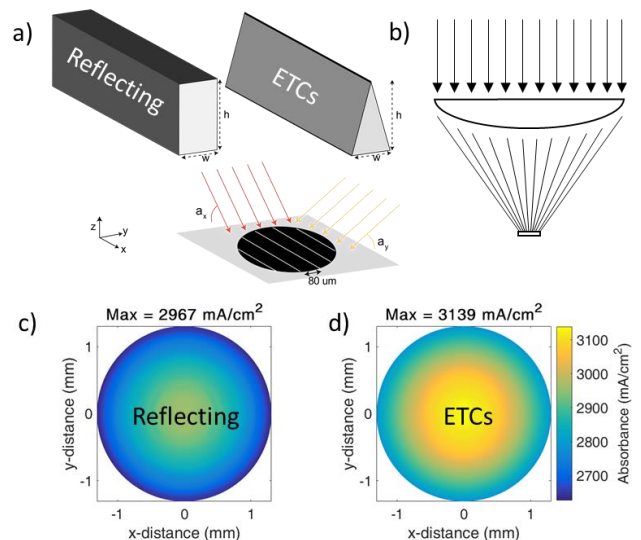 a)
Reflecting
h
w
ETCs
h
w
b)
z
y
x
a_x
a_y
80 um
c)
Max = 2967 mA/cm²
y-distance (mm)
1
0
-1
Reflecting
-1
0
1
x-distance (mm)
d)
Max = 3139 mA/cm²
y-distance (mm)
1
0
-1
ETCs
-1
0
1
x-distance (mm)
3100
3000
2900
2800
2700
Absorbance (mA/cm²)